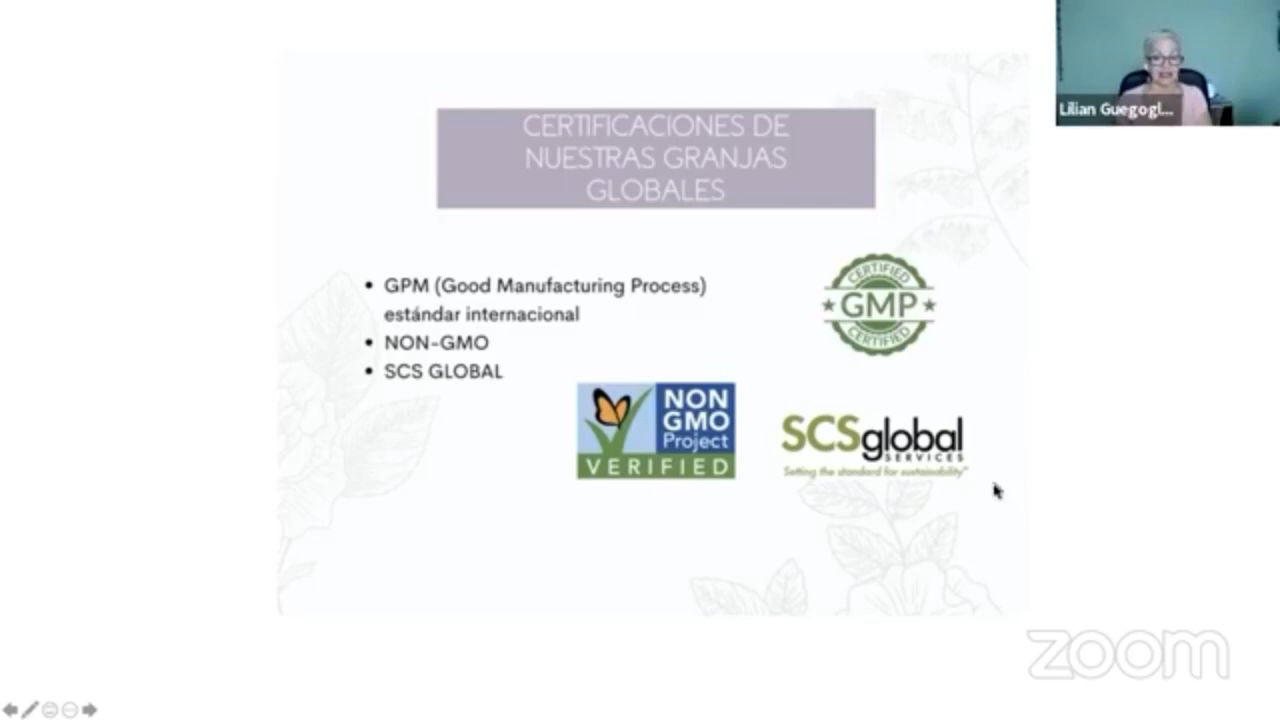 CERTIFICACIONES DE
NUESTRAS GRANJAS
GLOBALES
Lilian Guegogl...
GPM (Good Manufacturing Process)
estándar internacional
NON-GMO
SCS GLOBAL
CERTIFIED
GMP
CERTIFIED
NON
GMO
Project
VERIFIED
SCSglobal
SERVICES
Setting the standard for sustainability™
zoom